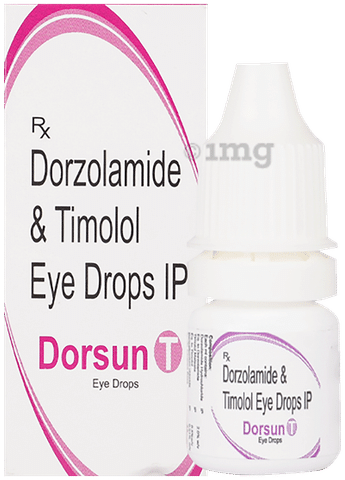 Rx
Dorzolamide
& Timolol
Eye Drops IP
Dorsun T
Eye Drops
1mg
Rx
Dorzolamide &
Timolol Eye Drops IP
Dorsun T
Eye Drops